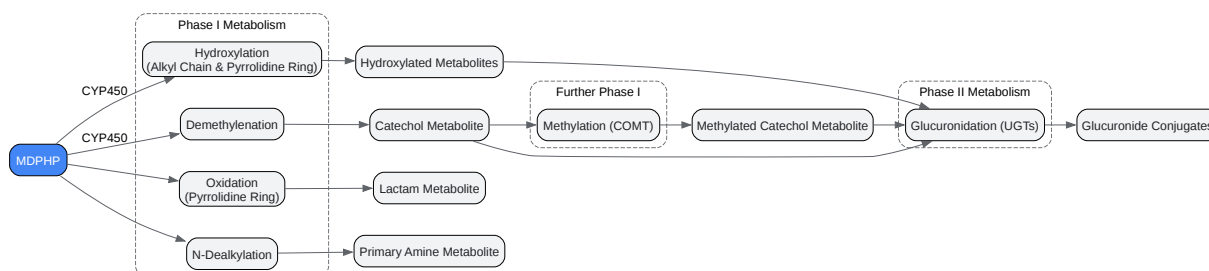 Phase I Metabolism
Hydroxylation
(Alkyl Chain & Pyrrolidine Ring)
Hydroxylated Metabolites
CYP450
Further Phase I
Phase II Metabolism
CYP450
Demethylenation
Catechol Metabolite
Methylation (COMT)
Methylated Catechol Metabolite
Glucuronidation (UGTs)
Glucuronide Conjugates
MDPHP
Oxidation
(Pyrrolidine Ring)
Lactam Metabolite
N-Dealkylation
Primary Amine Metabolite